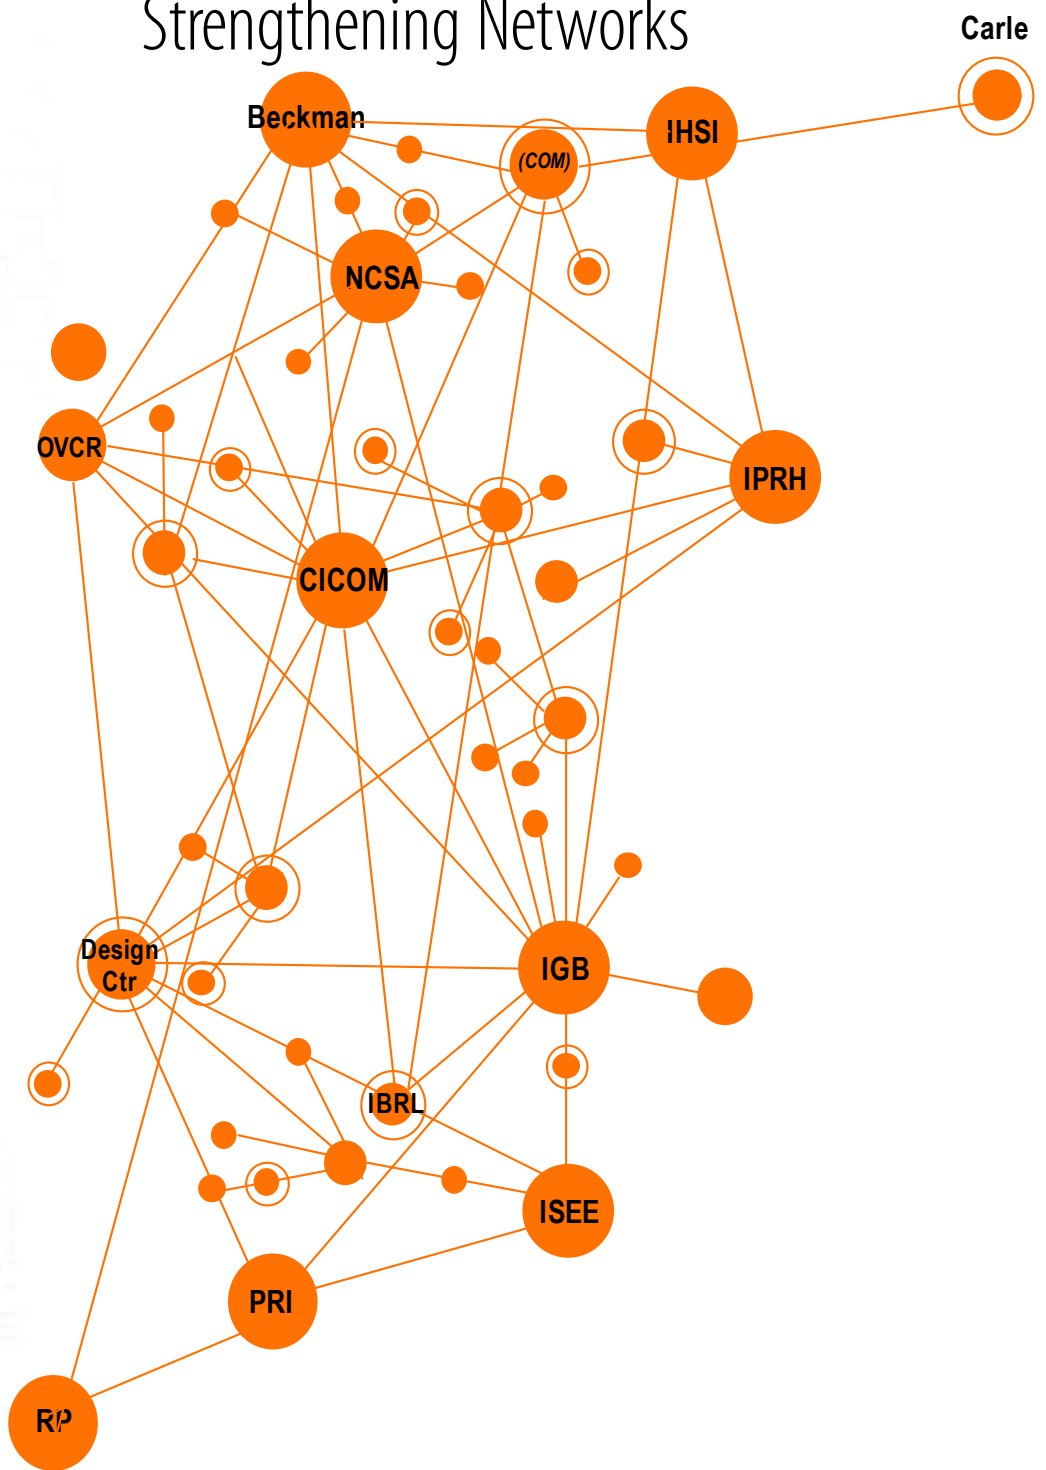 Strengthening Networks
Carle
Beckman
IHSI
(COM)
NCSA
OVCR
IPRH
CICOM
Design
Ctr
IGB
IBRL
ISEE
PRI
RP